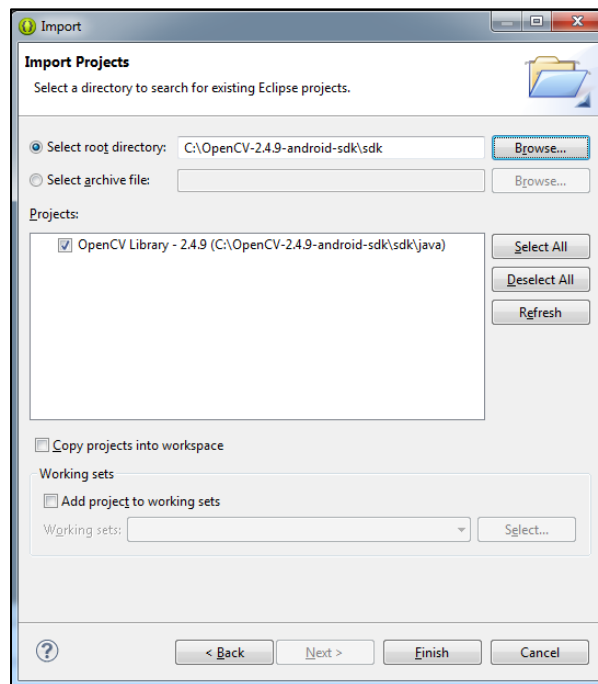 Import
Import Projects
Select a directory to search for existing Eclipse projects.
Select root directory: C:\OpenCV-2.4.9-android-sdk\sdk Browse...
Select archive file: Browse...
Projects:
OpenCV Library - 2.4.9 (C:\OpenCV-2.4.9-android-sdk\sdk\java)
Select All
Deselect All
Refresh
Copy projects into workspace
Working sets
Add project to working sets
Working sets: Select...
? < Back Next > Finish Cancel